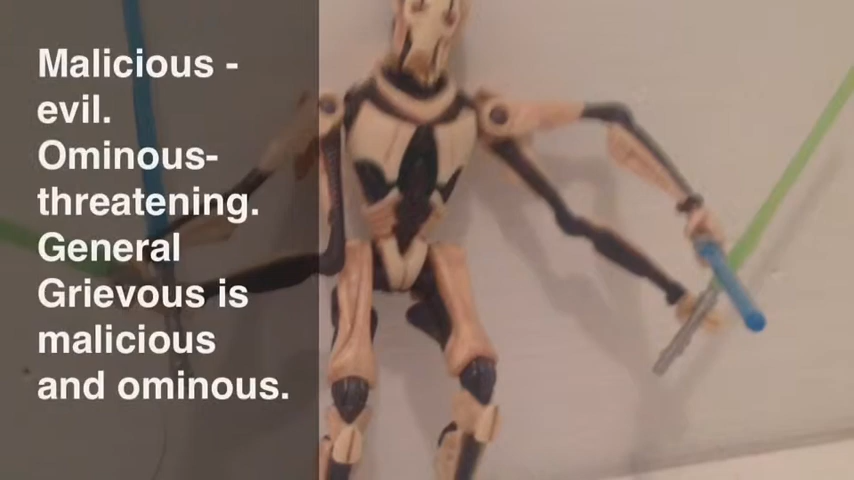 Malicious -
evil.
Ominous-
threatening.
General
Grievous is
malicious
and ominous.